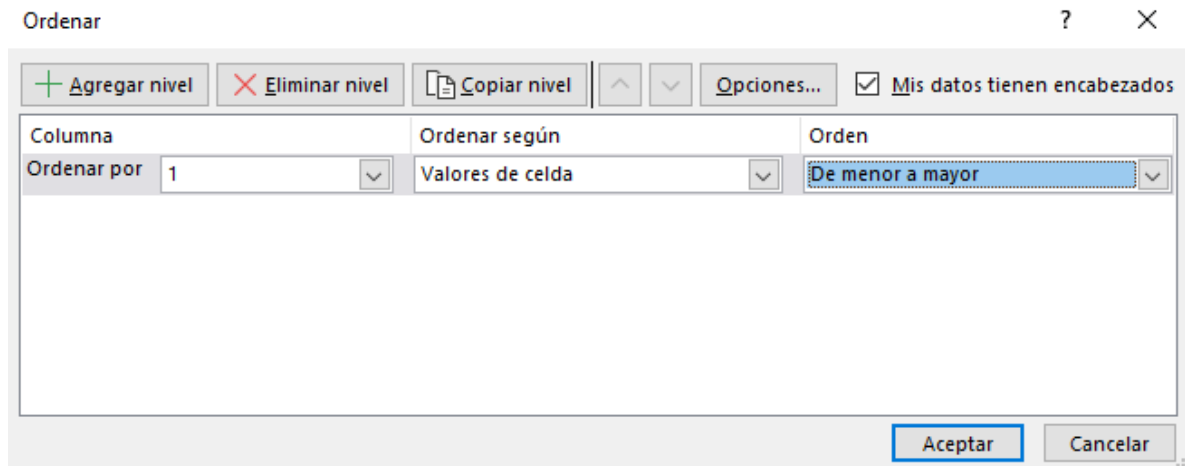 Ordenar ?
Agregar nivel Eliminar nivel Copiar nivel Opciones... Mis datos tienen encabezados
Columna Ordenar según Orden
Ordenar por 1 Valores de celda De menor a mayor
Aceptar Cancelar